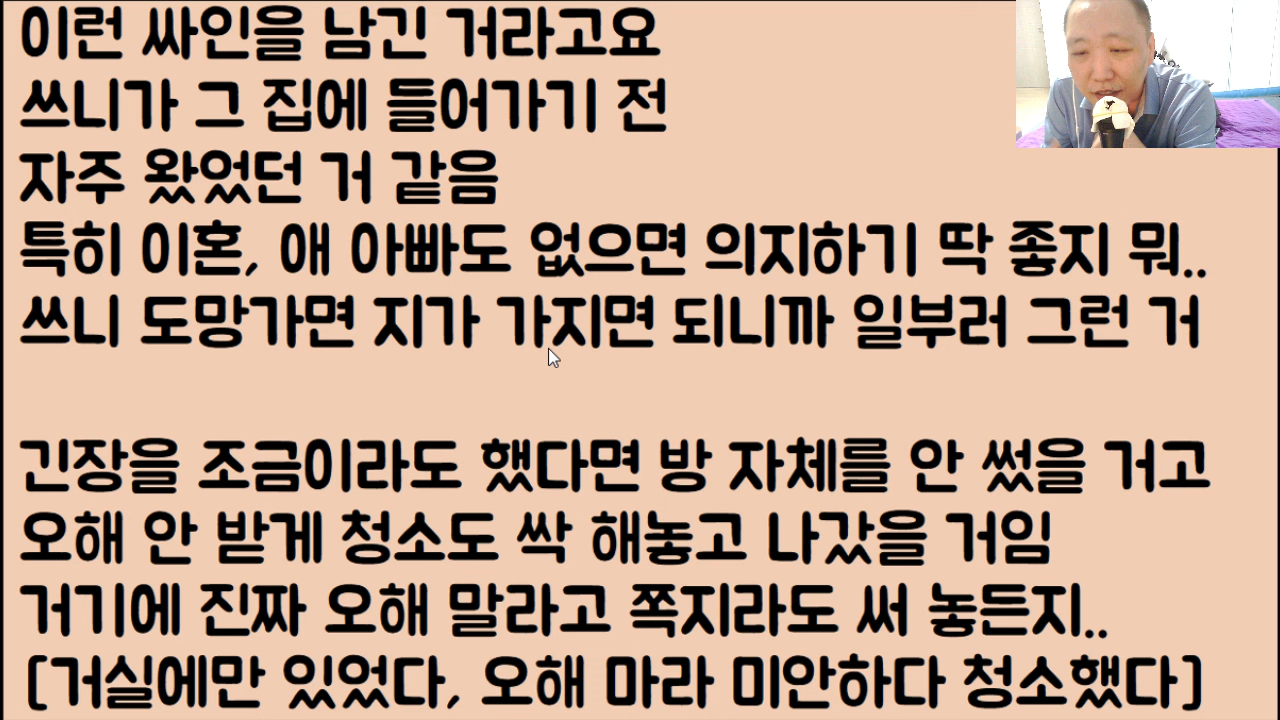 이런 싸인을 남긴 거라고요
쓰니가 그 집에 들어가기 전
자주 왔었던 거 같음
특히 이혼, 애 아빠도 없으면 의지하기 딱 좋지 뭐..
쓰니 도망가면 지가 가지면 되니까 일부러 그런 거
긴장을 조금이라도 했다면 방 자체를 안 썼을 거고
오해 안 받게 청소도 싹 해놓고 나갔을 거임
거기에 진짜 오해 말라고 쪽지라도 써 놓든지..
[거실에만 있었다, 오해 마라 미안하다 청소했다]